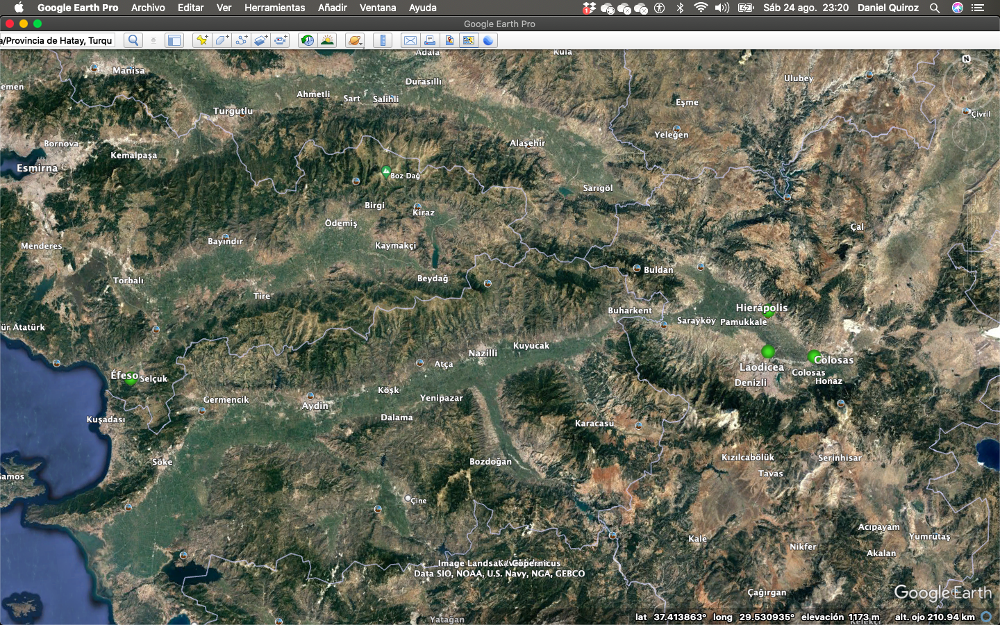 Google Earth Pro Archivo Editar Ver Herramientas Añadir Ventana Ayuda 1 Sáb 24 ago. 23:20 Daniel Quiroz
Google Earth Pro
a/Provincia de Hatay, Turqu
Adala
Kula
N
Manisa
Durasıllı
Ulubey
emen
Ahmetli
Sart
Salihli
Eşme
Turgutlu
Çivril
Yeleğen
Bornova
Alaşehir
Kemalpaşa
Esmirna
Boz Dağ
Sarıgöl
Birgi
Kiraz
Ödemiş
Çal
Bayındır
Menderes
Kaymakçi
Buldan
Beydağ
Torbalı
Tire
Hierápolis
Buharkent
Sarayköy
Pamukkale
ür Atatürk
Kuyucak
Nazilli
Atça
Colosas
Laodicea
Colosas
Éfeso
Selçuk
Denizli
Honaz
Köşk
Yenipazar
Germencik
Aydin
Dalama
Kuşadası
Karacasu
Söke
Bozdoğan
Kızılcabölük
Serinhisar
Tavas
Samos
Çine
Acıpayam
Kale
Yumrutaş
Nikfer
Akalan
Image Landsat / Copernicus
Data SIO, NOAA, U.S. Navy, NGA, GEBCO
Çağırgan
Google Earth
Yatağan
lat 37.413863° long 29.530935° elevación 1173 m alt. ojo 210.94 km
Kelekçi